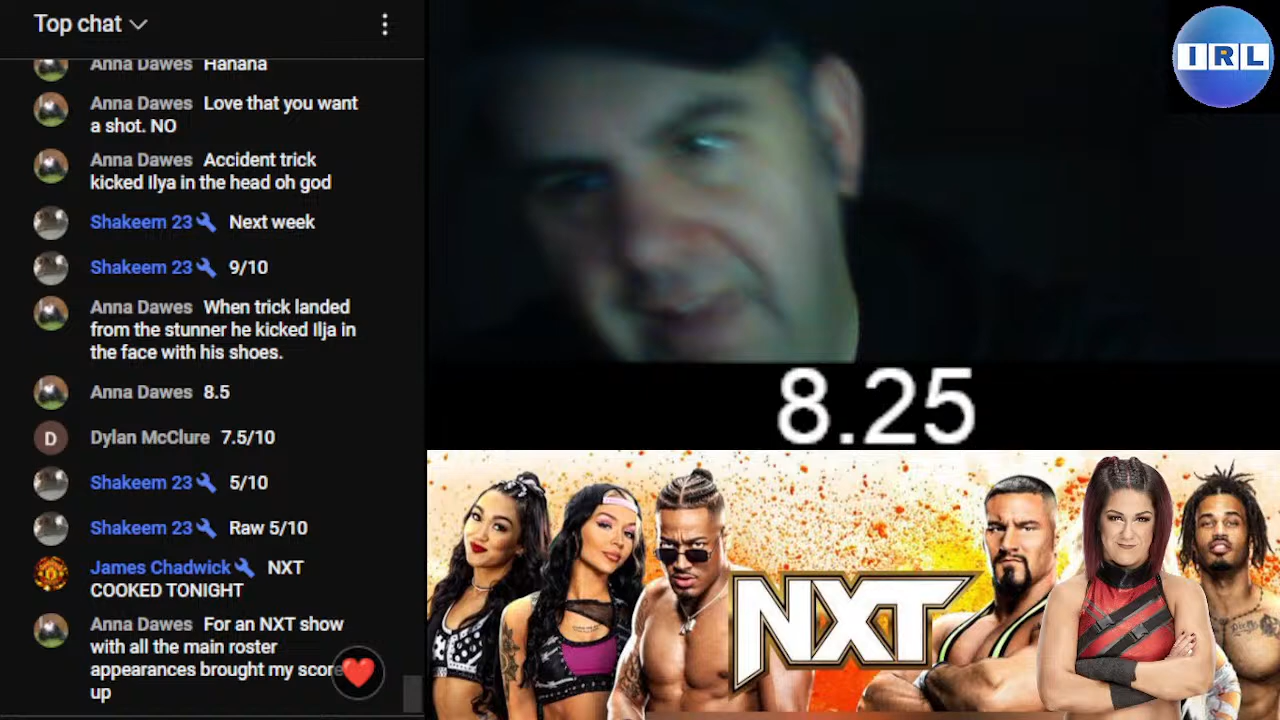 Top chat
Anna Dawes Hahaha
Anna Dawes Love that you want
a shot. NO
Anna Dawes Accident trick
kicked Ilya in the head oh god
Shakeem 23 Next week
Shakeem 23 9/10
Anna Dawes When trick landed
from the stunner he kicked Ilja in
the face with his shoes.
Anna Dawes 8.5
D Dylan McClure 7.5/10
Shakeem 23 5/10
Shakeem 23 Raw 5/10
James Chadwick NXT
COOKED TONIGHT
Anna Dawes For an NXT show
with all the main roster
appearances brought my score
up
IRL
8.25
NXT